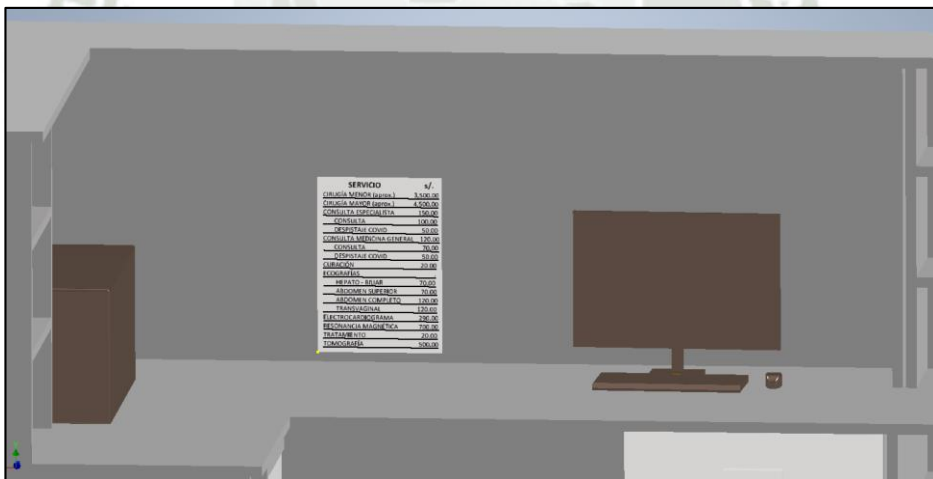 SERVICIO s/.
CIRUGÍA MENOR (aprox.) 3,500.00
CIRUGÍA MAYOR (aprox.) 4,500.00
CONSULTA ESPECIALISTA 150.00
CONSULTA 100.00
DESPISTAJE COVID 50.00
CONSULTA MEDICINA GENERAL 120.00
CONSULTA 70.00
DESPISTAJE COVID 50.00
CURACIÓN 20.00
ECOGRAFÍAS
HEPATO - BILIAR 70.00
ABDOMEN SUPERIOR 70.00
ABDOMEN COMPLETO 120.00
TRANSVAGINAL 120.00
ELECTROCARDIOGRAMA 290.00
RESONANCIA MAGNÉTICA 700.00
TRATAMIENTO 20.00
TOMOGRAFÍA 500.00